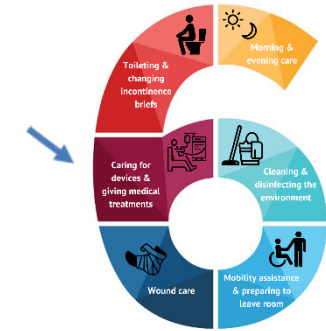 Morning &
evening care
Toileting &
changing
incontinence
briefs
Caring for
devices &
giving medical
treatments
Cleaning &
disinfecting the
environment
Wound care
Mobility assistance
& preparing to
leave room